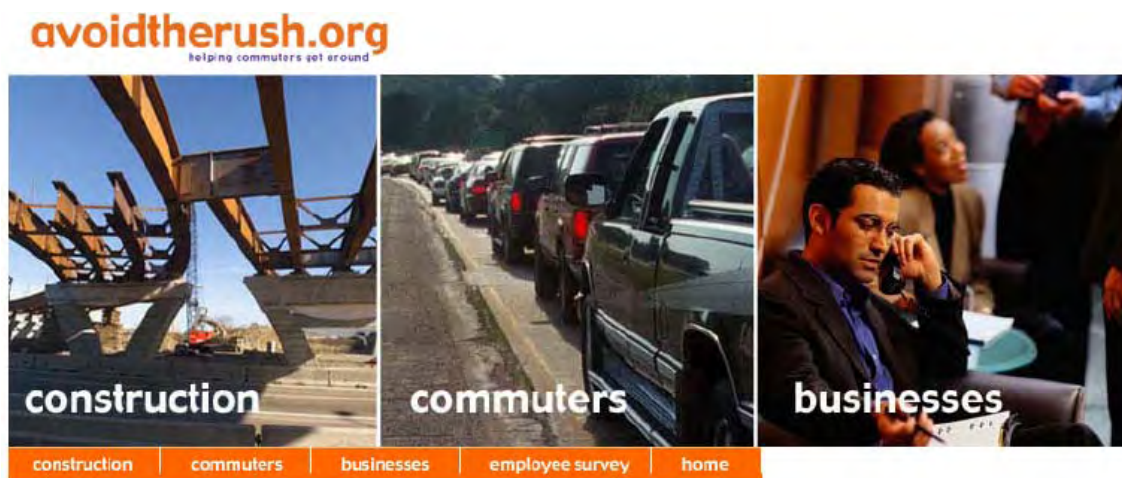 avoidtherush.org
helping commuters get around
construction
commuters
businesses
construction
commuters
businesses
employee survey
home